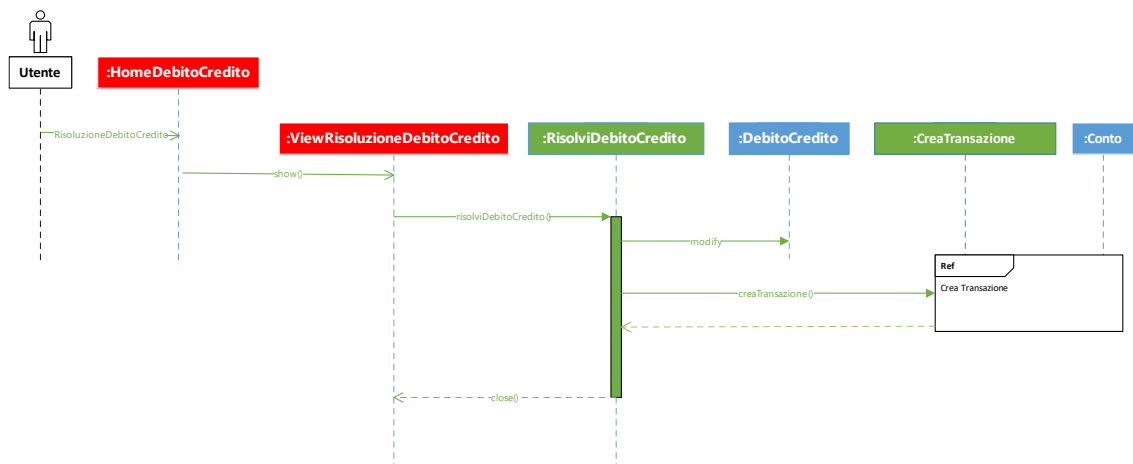 Utente
:HomeDebitoCredito
RisoluzioneDebitoCredito
:ViewRisoluzioneDebitoCredito
:RisolviDebitoCredito
:DebitoCredito
:CreaTransazione
:Conto
show()
risolviDebitoCredito()
modify
Ref
Crea Transazione
creaTransazione()
close()